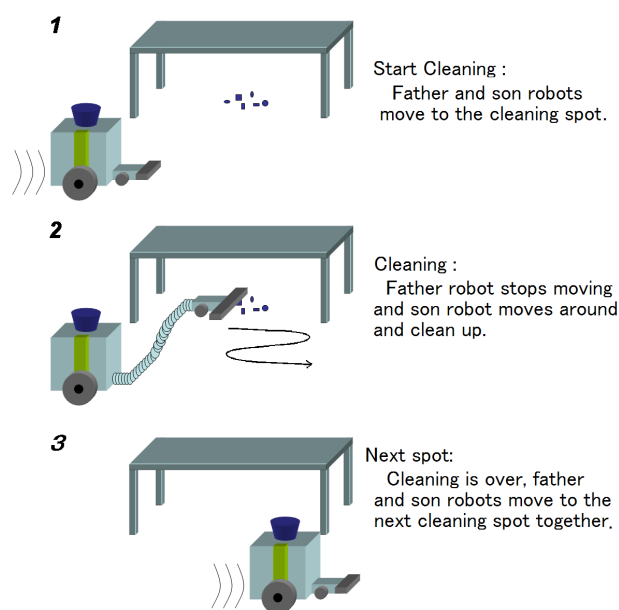 1
Start Cleaning :
Father and son robots
move to the cleaning spot.
2
Cleaning :
Father robot stops moving
and son robot moves around
and clean up.
3
Next spot:
Cleaning is over, father
and son robots move to the
next cleaning spot together.